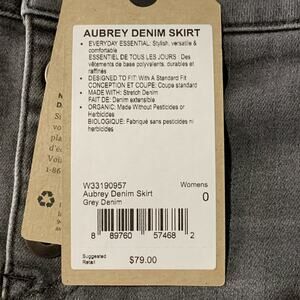 AUBREY DENIM SKIRT
• EVERYDAY ESSENTIAL: Stylish, versatile &
comfortable
ESSENTIEL DE TOUS LES JOURS : Des
vêtements de base polyvalents, durables et
raffinés
• DESIGNED TO FIT: With A Standard Fit
CONCEPTION ET COUPE: Coupe standard
• MADE WITH: Stretch Denim
FAIT DE: Denim extensible
• ORGANIC: Made Without Pesticides or
Herbicides
BIOLOGIQUE: Fabriqué sans pesticides ni
herbicides
W33190957
Womens
Aubrey Denim Skirt
0
Grey Denim
8 89760 57468 2
Suggested
Retail
$79.00
1-86